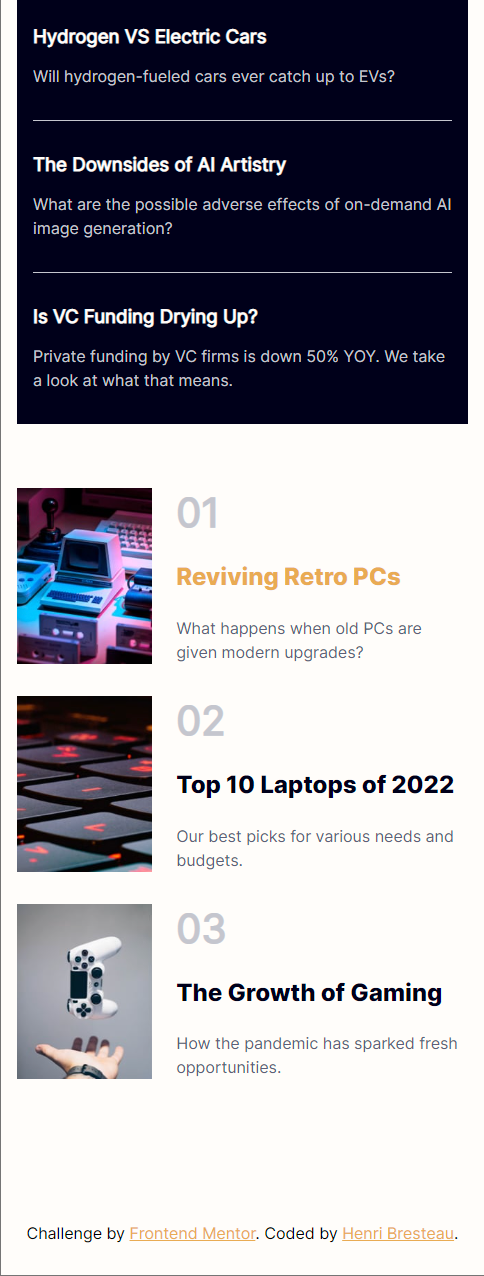 Hydrogen VS Electric Cars
Will hydrogen-fueled cars ever catch up to EVs?
The Downsides of AI Artistry
What are the possible adverse effects of on-demand AI
image generation?
Is VC Funding Drying Up?
Private funding by VC firms is down 50% YOY. We take
a look at what that means.
01
Reviving Retro PCs
What happens when old PCs are
given modern upgrades?
02
Top 10 Laptops of 2022
Our best picks for various needs and
budgets.
03
The Growth of Gaming
How the pandemic has sparked fresh
opportunities.
Challenge by Frontend Mentor. Coded by Henri Bresteau.